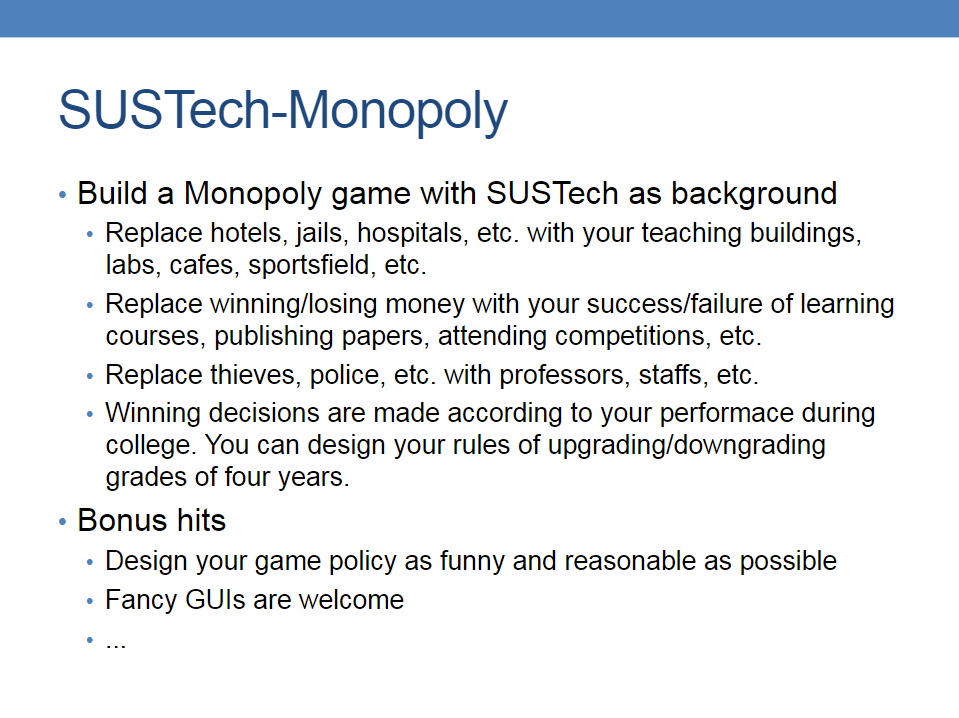 SUSTech-Monopoly
• Build a Monopoly game with SUSTech as background
• Replace hotels, jails, hospitals, etc. with your teaching buildings,
labs, cafes, sportsfield, etc.
• Replace winning/losing money with your success/failure of learning
courses, publishing papers, attending competitions, etc.
• Replace thieves, police, etc. with professors, staffs, etc.
• Winning decisions are made according to your performace during
college. You can design your rules of upgrading/downgrading
grades of four years.
• Bonus hits
• Design your game policy as funny and reasonable as possible
• Fancy GUIs are welcome
• ...